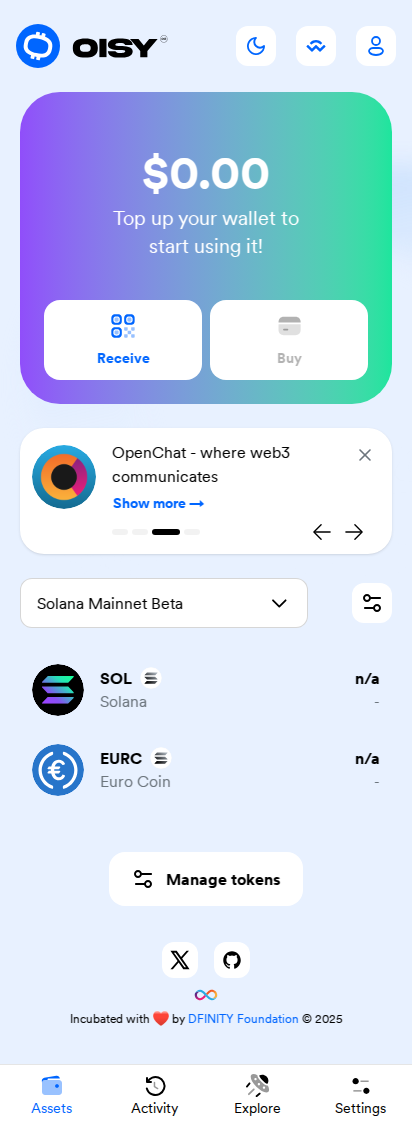 OISY
$0.00
Top up your wallet to
start using it!
Receive
Buy
OpenChat - where web3
communicates
Show more →
Solana Mainnet Beta
SOL
n/a
Solana
-
EURC
n/a
Euro Coin
-
Manage tokens
Incubated with ❤️ by DFINITY Foundation © 2025
Assets
Activity
Explore
Settings